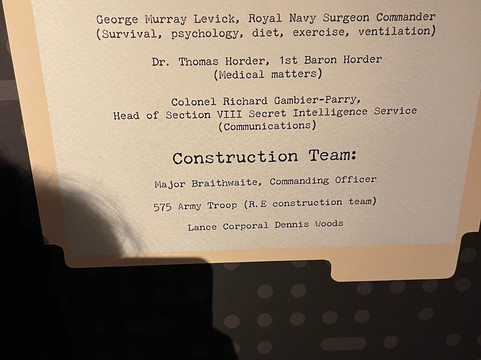 George Murray Levick, Royal Navy Surgeon Commander
(Survival, psychology, diet, exercise, ventilation)
Dr. Thomas Horder, 1st Baron Horder
(Medical matters)
Colonel Richard Gambier-Parry,
Head of Section VIII Secret Intelligence Service
(Communications)
Construction Team:
Major Braithwaite, Commanding Officer
575 Army Troop (R.E construction team)
Lance Corporal Dennis Woods